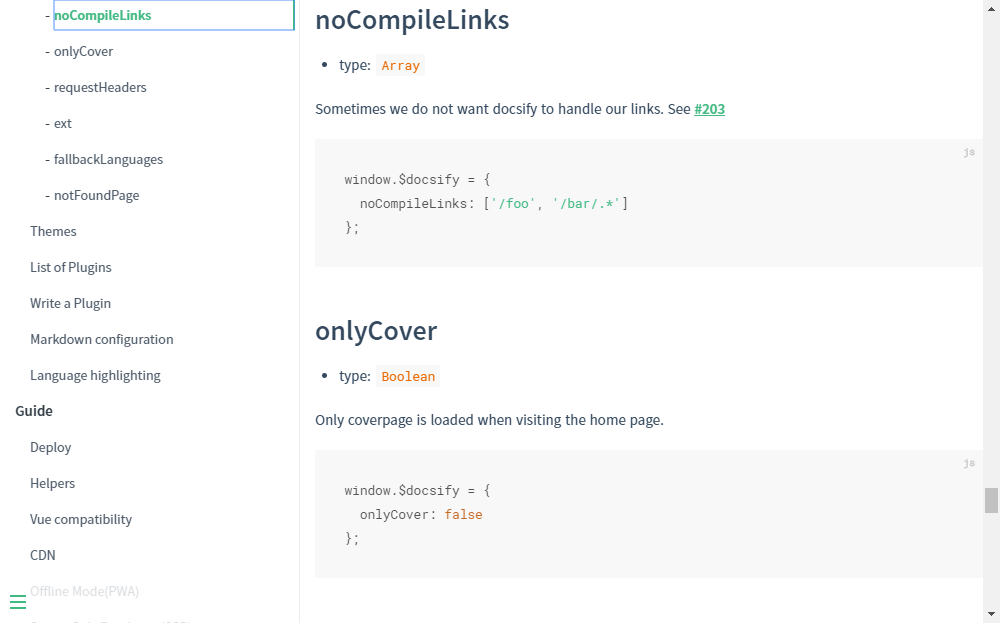 - noCompileLinks
- onlyCover
- requestHeaders
- ext
- fallbackLanguages
- notFoundPage
Themes
List of Plugins
Write a Plugin
Markdown configuration
Language highlighting
Guide
Deploy
Helpers
Vue compatibility
CDN
Offline Mode(PWA)
noCompileLinks
• type: Array
Sometimes we do not want docsify to handle our links. See #203
js
window.$docsify = {
  noCompileLinks: ['/foo', '/bar/.*']
};
onlyCover
• type: Boolean
Only coverpage is loaded when visiting the home page.
js
window.$docsify = {
  onlyCover: false
};